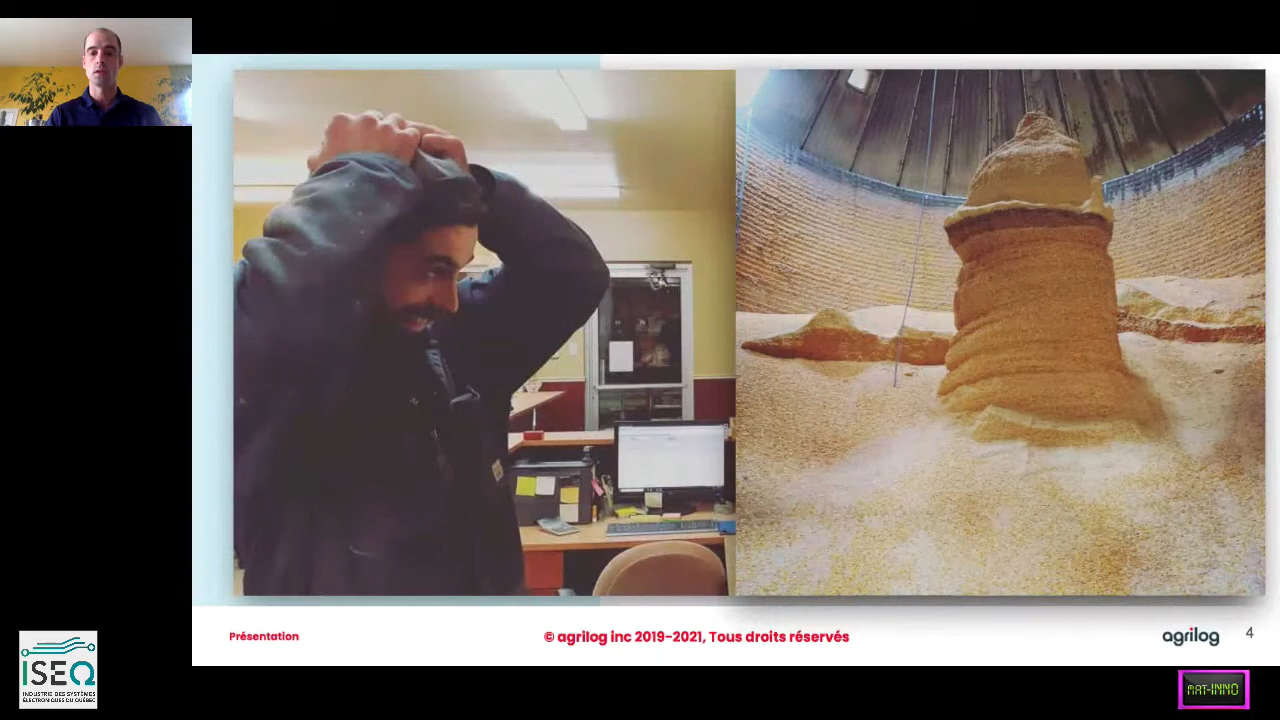 Présentation
© agrilog inc 2019-2021, Tous droits réservés
agrilog
4
ISEQ
INDUSTRIE DES SYSTÈMES
ÉLECTRONIQUES DU QUÉBEC
MAT-INNO